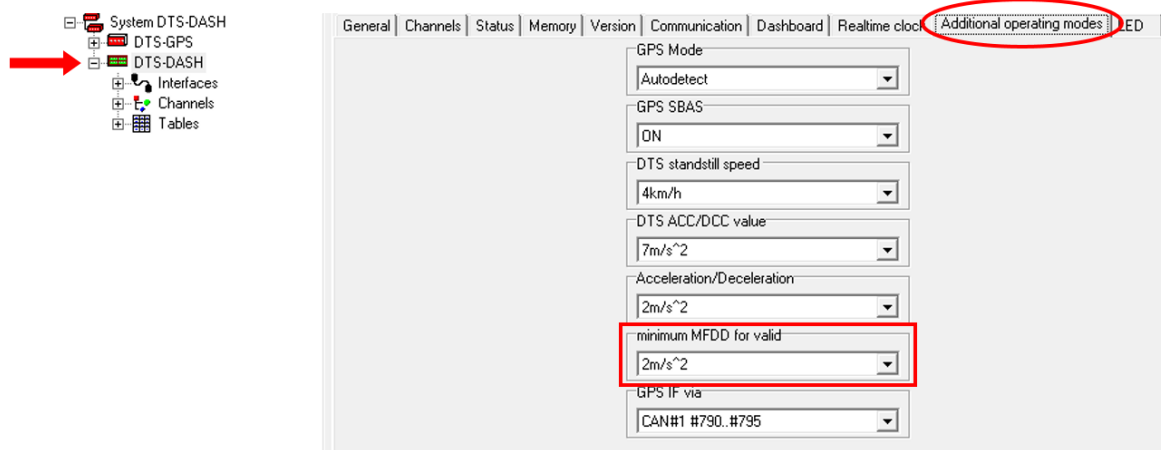 System DTS-DASH
DTS-GPS
DTS-DASH
Interfaces
Channels
Tables
General Channels Status Memory Version Communication Dashboard Realtime clock Additional operating modes LED
GPS Mode
Autodetect
GPS SBAS
ON
DTS standstill speed
4km/h
DTS ACC/DCC value
7m/s^2
Acceleration/Deceleration
2m/s^2
minimum MFDD for valid
2m/s^2
GPS IF via
CAN#1 #790..#795